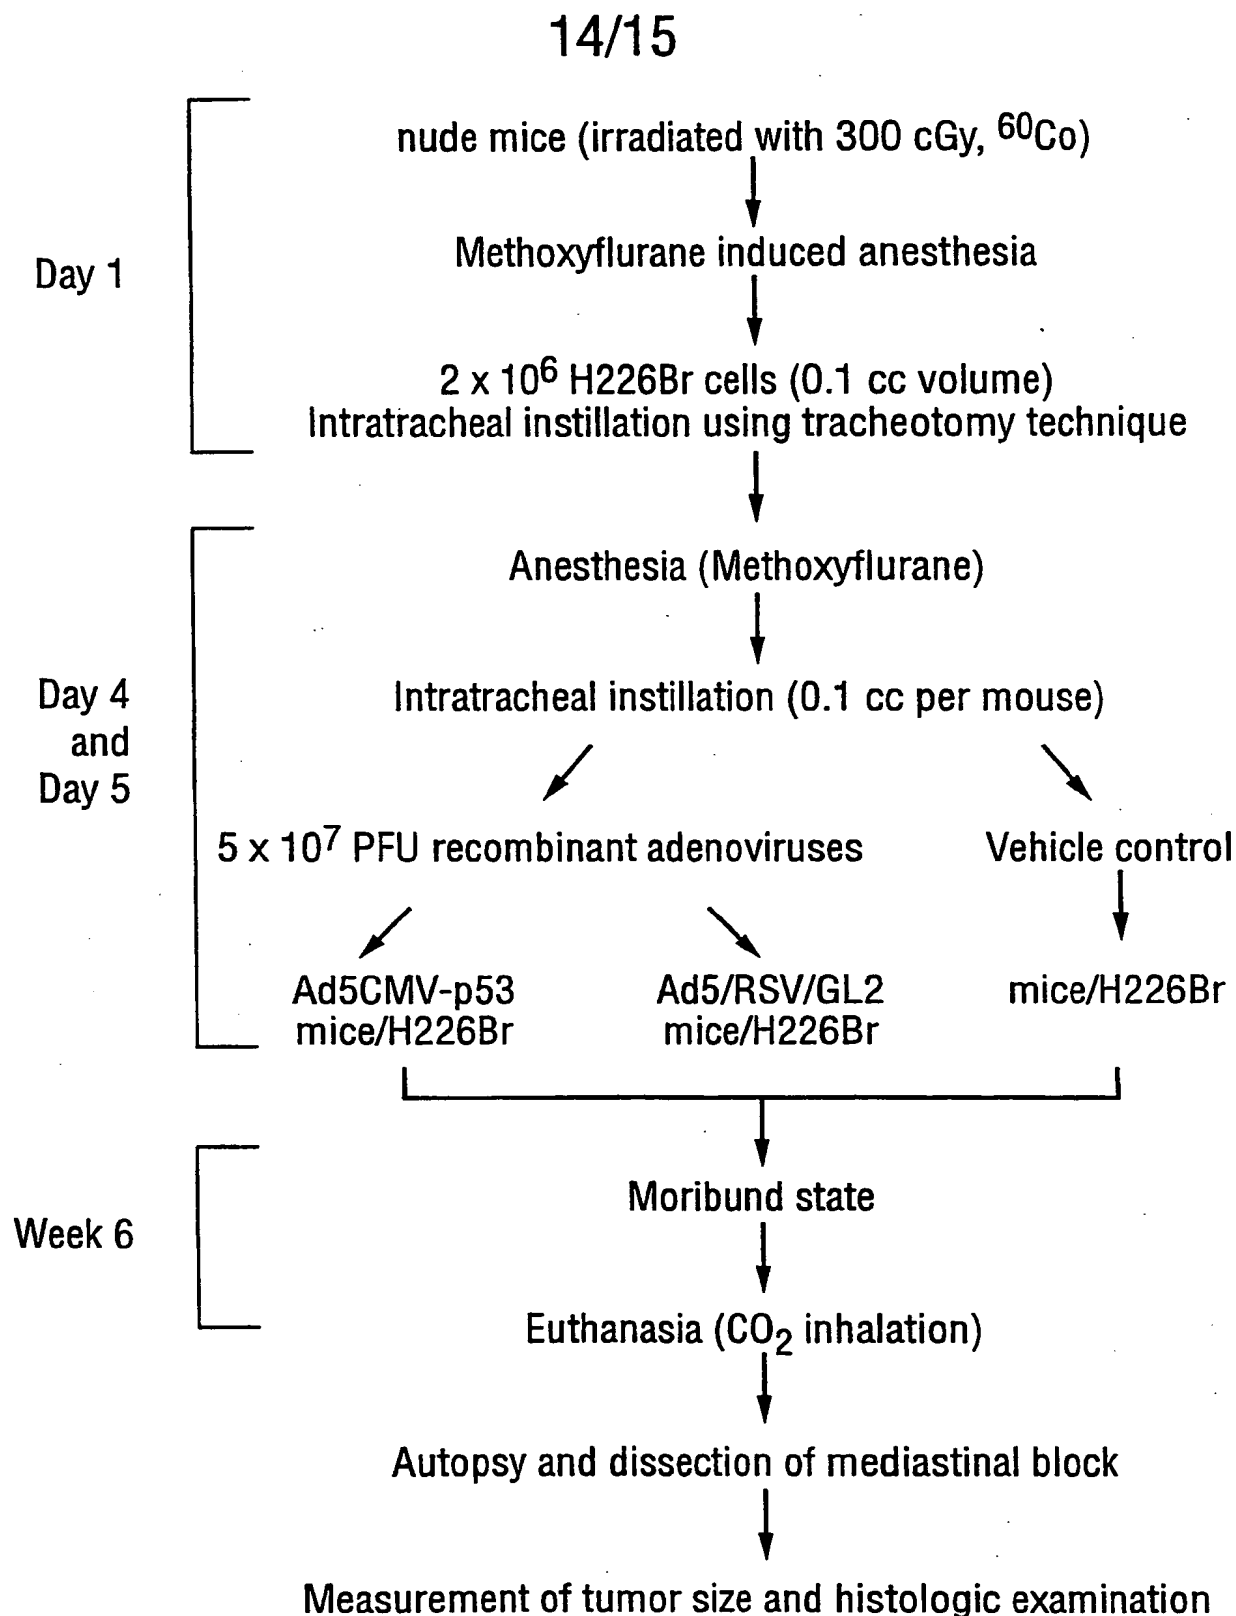 14/15
nude mice (irradiated with 300 cGy, ⁶⁰Co)
Day 1
Methoxyflurane induced anesthesia
2 x 10⁶ H226Br cells (0.1 cc volume)
Intratracheal instillation using tracheotomy technique
Anesthesia (Methoxyflurane)
Day 4
and
Day 5
Intratracheal instillation (0.1 cc per mouse)
5 x 10⁷ PFU recombinant adenoviruses
Vehicle control
Ad5CMV-p53
mice/H226Br
Ad5/RSV/GL2
mice/H226Br
mice/H226Br
Week 6
Moribund state
Euthanasia (CO₂ inhalation)
Autopsy and dissection of mediastinal block
Measurement of tumor size and histologic examination